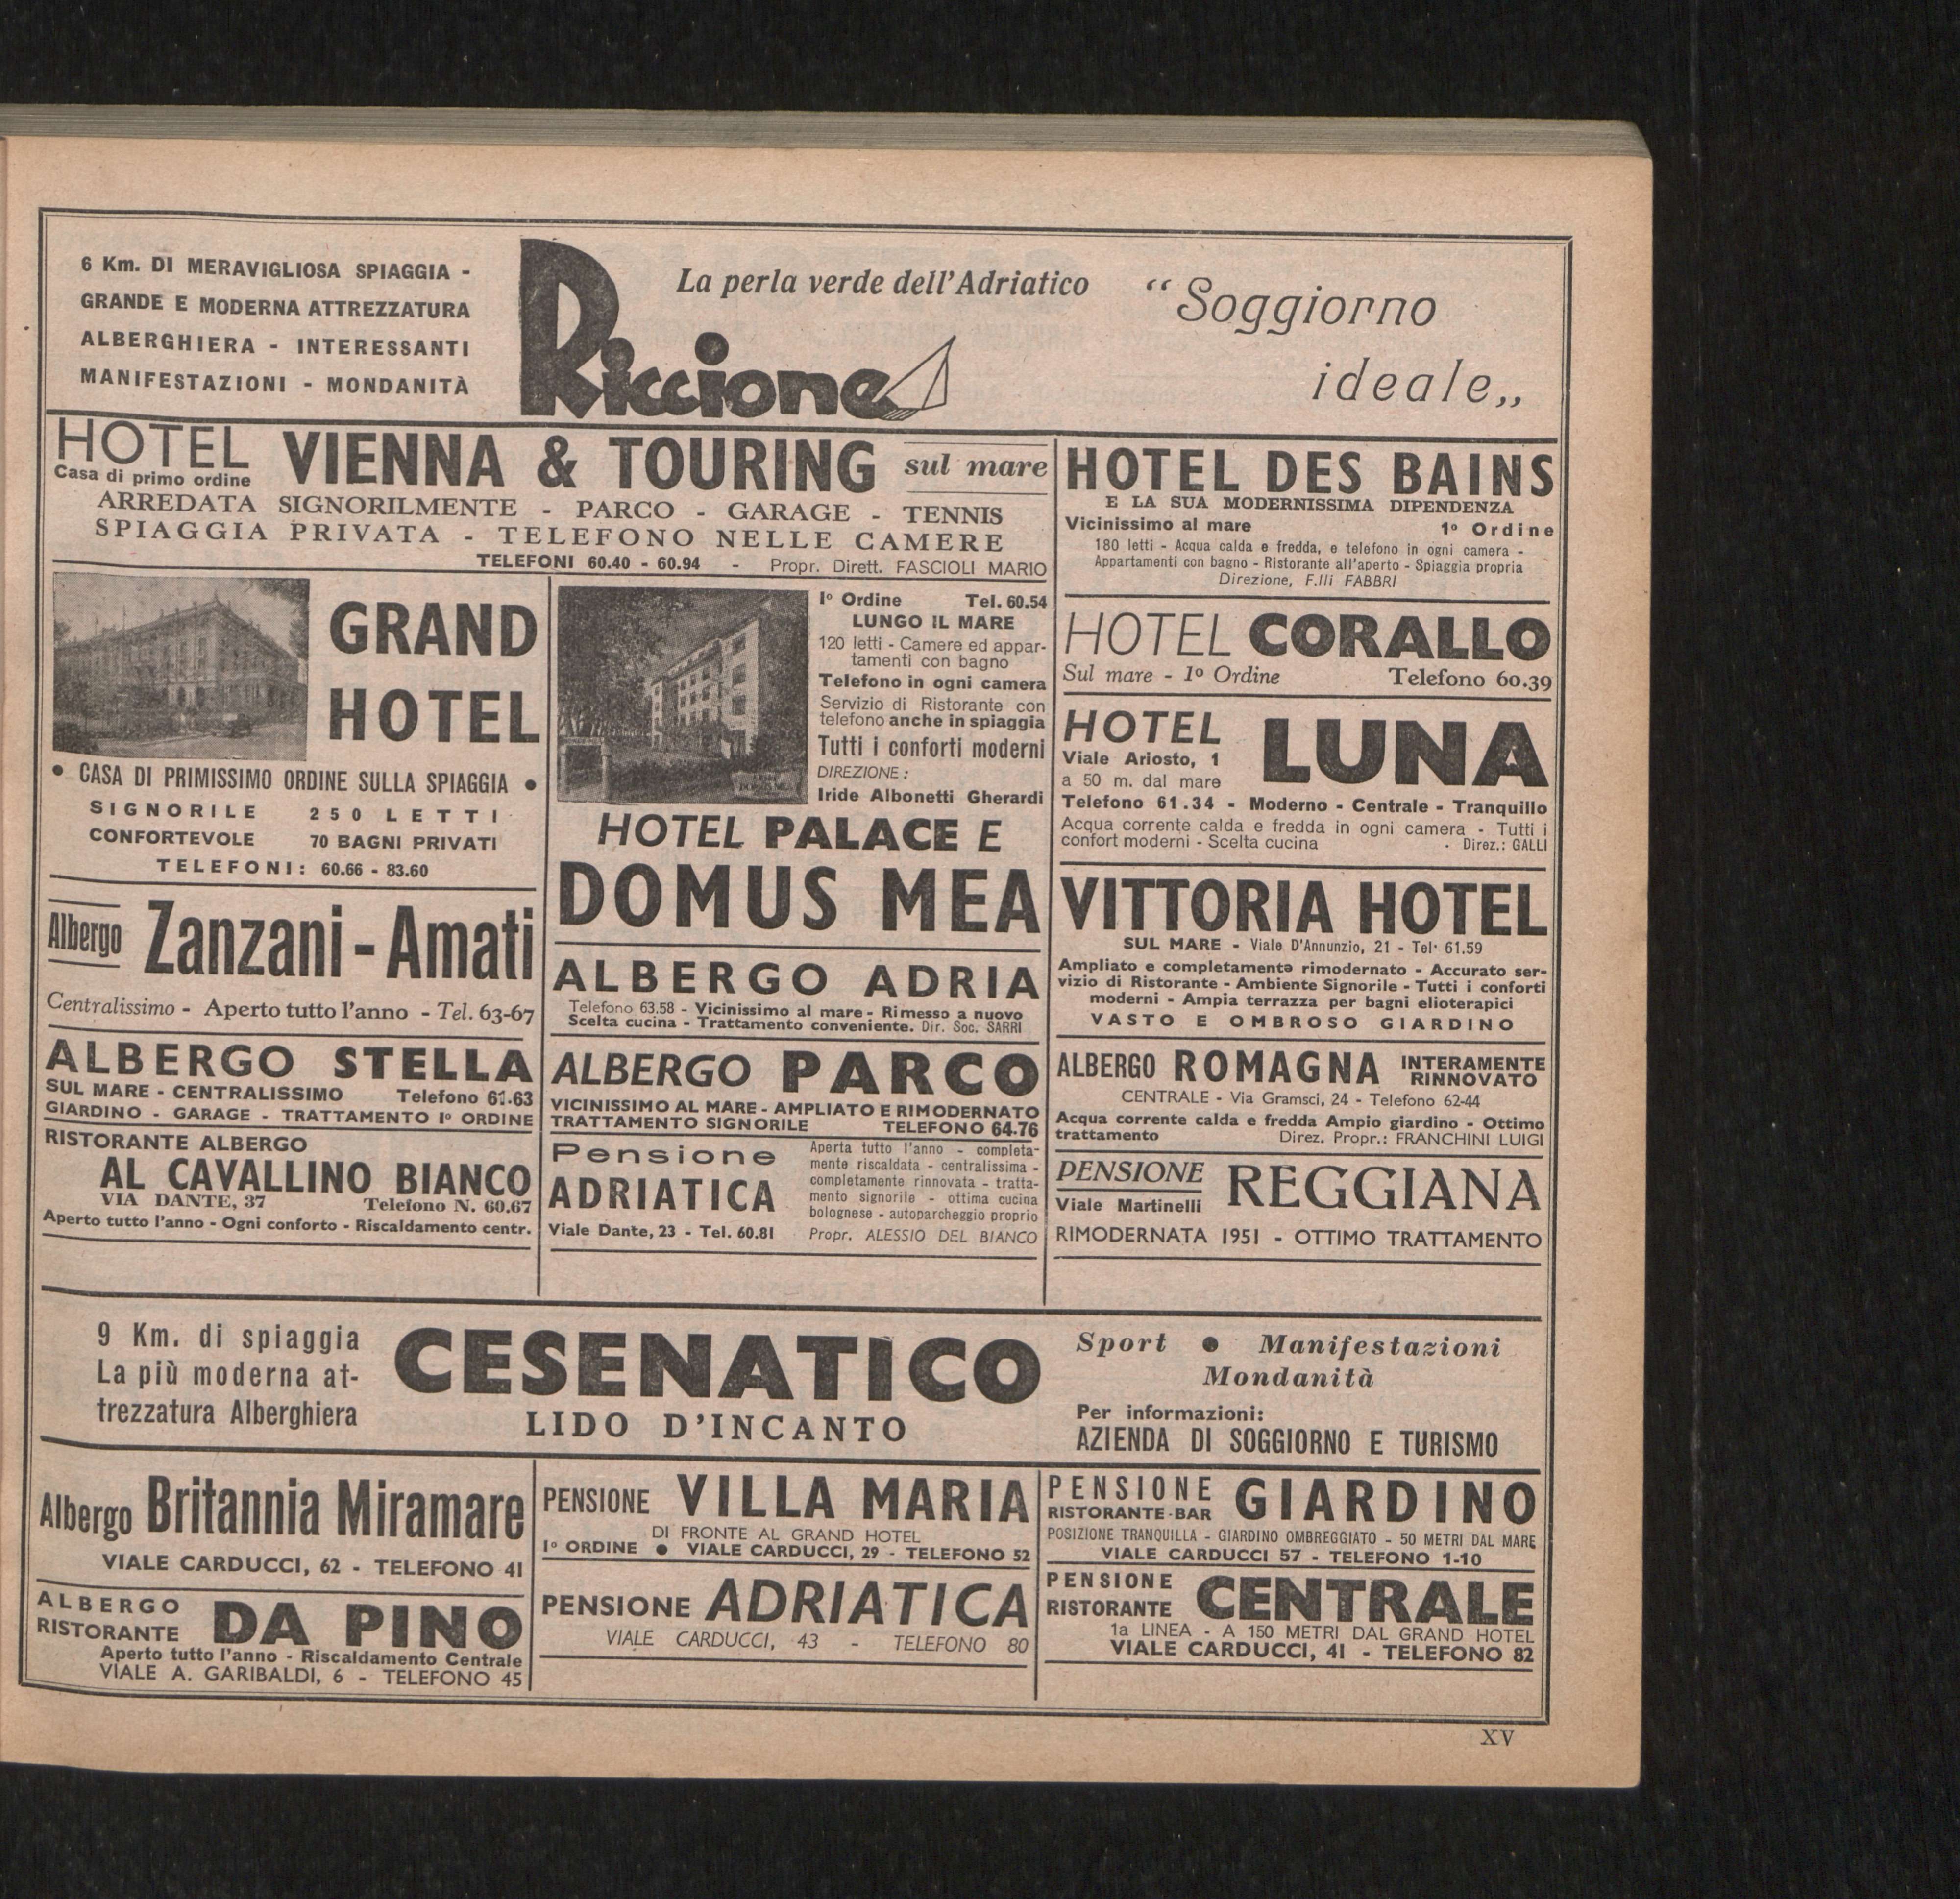 6 Km. DI MERAVIGLIOSA SPIAGGIA -
GRANDE E MODERNA ATTREZZATURA
ALBERGHIERA - INTERESSANTI
MANIFESTAZIONI - MONDANITÀ
Riccione
La perla verde dell'Adriatico
“Soggiorno
ideale„
HOTEL VIENNA & TOURING sul mare
Casa di primo ordine
ARREDATA SIGNORILMENTE - PARCO - GARAGE - TENNIS
SPIAGGIA PRIVATA - TELEFONO NELLE CAMERE
TELEFONI 60.40 - 60.94 - Propr. Dirett. FASCIOLI MARIO
GRAND
HOTEL
• CASA DI PRIMISSIMO ORDINE SULLA SPIAGGIA •
SIGNORILE 250 LETTI
CONFORTEVOLE 70 BAGNI PRIVATI
TELEFONI: 60.66 - 83.60
Albergo Zanzani - Amati
Centralissimo - Aperto tutto l'anno - Tel. 63-67
ALBERGO STELLA
SUL MARE - CENTRALISSIMO Telefono 61.63
GIARDINO - GARAGE - TRATTAMENTO Iº ORDINE
RISTORANTE ALBERGO
AL CAVALLINO BIANCO
VIA DANTE, 37 Telefono N. 60.67
Aperto tutto l'anno - Ogni conforto - Riscaldamento centr.
Iº Ordine Tel. 60.54
LUNGO IL MARE
120 letti - Camere ed appar-
tamenti con bagno
Telefono in ogni camera
Servizio di Ristorante con
telefono anche in spiaggia
Tutti i conforti moderni
DIREZIONE:
Iride Albonetti Gherardi
HOTEL PALACE E
DOMUS MEA
ALBERGO ADRIA
Telefono 63.58 - Vicinissimo al mare - Rimesso a nuovo
Scelta cucina - Trattamento conveniente. Dir. Soc. SARRI
ALBERGO PARCO
VICINISSIMO AL MARE - AMPLIATO E RIMODERNATO
TRATTAMENTO SIGNORILE TELEFONO 64.76
Pensione
ADRIATICA
Viale Dante, 23 - Tel. 60.81
Aperta tutto l'anno - completa-
mente riscaldata - centralissima -
completamente rinnovata - tratta-
mento signorile - ottima cucina
bolognese - autoparcheggio proprio
Propr. ALESSIO DEL BIANCO
HOTEL DES BAINS
E LA SUA MODERNISSIMA DIPENDENZA
Vicinissimo al mare 1º Ordine
180 letti - Acqua calda e fredda, e telefono in ogni camera -
Appartamenti con bagno - Ristorante all'aperto - Spiaggia propria
Direzione, F.lli FABBRI
HOTEL CORALLO
Sul mare - 1º Ordine Telefono 60.39
HOTEL LUNA
Viale Ariosto, 1
a 50 m. dal mare
Telefono 61.34 - Moderno - Centrale - Tranquillo
Acqua corrente calda e fredda in ogni camera - Tutti i
confort moderni - Scelta cucina - Direz.: GALLI
VITTORIA HOTEL
SUL MARE - Viale D'Annunzio, 21 - Tel· 61.59
Ampliato e completamente rimodernato - Accurato ser-
vizio di Ristorante - Ambiente Signorile - Tutti i conforti
moderni - Ampia terrazza per bagni elioterapici
VASTO E OMBROSO GIARDINO
ALBERGO ROMAGNA INTERAMENTE
RINNOVATO
CENTRALE - Via Gramsci, 24 - Telefono 62-44
Acqua corrente calda e fredda Ampio giardino - Ottimo
trattamento Direz. Propr.: FRANCHINI LUIGI
PENSIONE REGGIANA
Viale Martinelli
RIMODERNATA 1951 - OTTIMO TRATTAMENTO
9 Km. di spiaggia
La più moderna at-
trezzatura Alberghiera
CESENATICO
LIDO D'INCANTO
Sport • Manifestazioni
Mondanità
Per informazioni:
AZIENDA DI SOGGIORNO E TURISMO
Albergo Britannia Miramare
VIALE CARDUCCI, 62 - TELEFONO 41
ALBERGO
RISTORANTE DA PINO
Aperto tutto l'anno - Riscaldamento Centrale
VIALE A. GARIBALDI, 6 - TELEFONO 45
PENSIONE VILLA MARIA
DI FRONTE AL GRAND HOTEL
Iº ORDINE • VIALE CARDUCCI, 29 - TELEFONO 52
PENSIONE ADRIATICA
VIALE CARDUCCI, 43 - TELEFONO 80
PENSIONE GIARDINO
RISTORANTE-BAR
POSIZIONE TRANQUILLA - GIARDINO OMBREGGIATO - 50 METRI DAL MARE
VIALE CARDUCCI 57 - TELEFONO 1-10
PENSIONE
RISTORANTE CENTRALE
1a LINEA - A 150 METRI DAL GRAND HOTEL
VIALE CARDUCCI, 41 - TELEFONO 82
XV